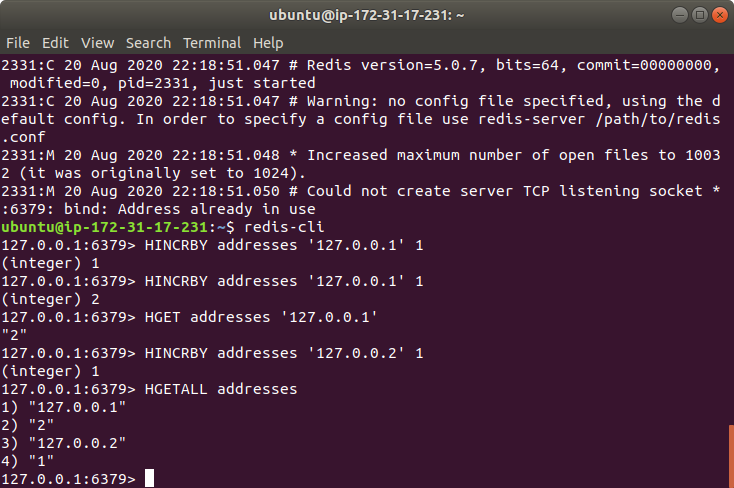 ubuntu@ip-172-31-17-231: ~
File Edit View Search Terminal Help
2331:C 20 Aug 2020 22:18:51.047 # Redis version=5.0.7, bits=64, commit=00000000,
 modified=0, pid=2331, just started
2331:C 20 Aug 2020 22:18:51.047 # Warning: no config file specified, using the d
efault config. In order to specify a config file use redis-server /path/to/redis
.conf
2331:M 20 Aug 2020 22:18:51.048 * Increased maximum number of open files to 1003
2 (it was originally set to 1024).
2331:M 20 Aug 2020 22:18:51.050 # Could not create server TCP listening socket *
:6379: bind: Address already in use
ubuntu@ip-172-31-17-231:~$ redis-cli
127.0.0.1:6379> HINCRBY addresses '127.0.0.1' 1
(integer) 1
127.0.0.1:6379> HINCRBY addresses '127.0.0.1' 1
(integer) 2
127.0.0.1:6379> HGET addresses '127.0.0.1'
"2"
127.0.0.1:6379> HINCRBY addresses '127.0.0.2' 1
(integer) 1
127.0.0.1:6379> HGETALL addresses
1) "127.0.0.1"
2) "2"
3) "127.0.0.2"
4) "1"
127.0.0.1:6379>